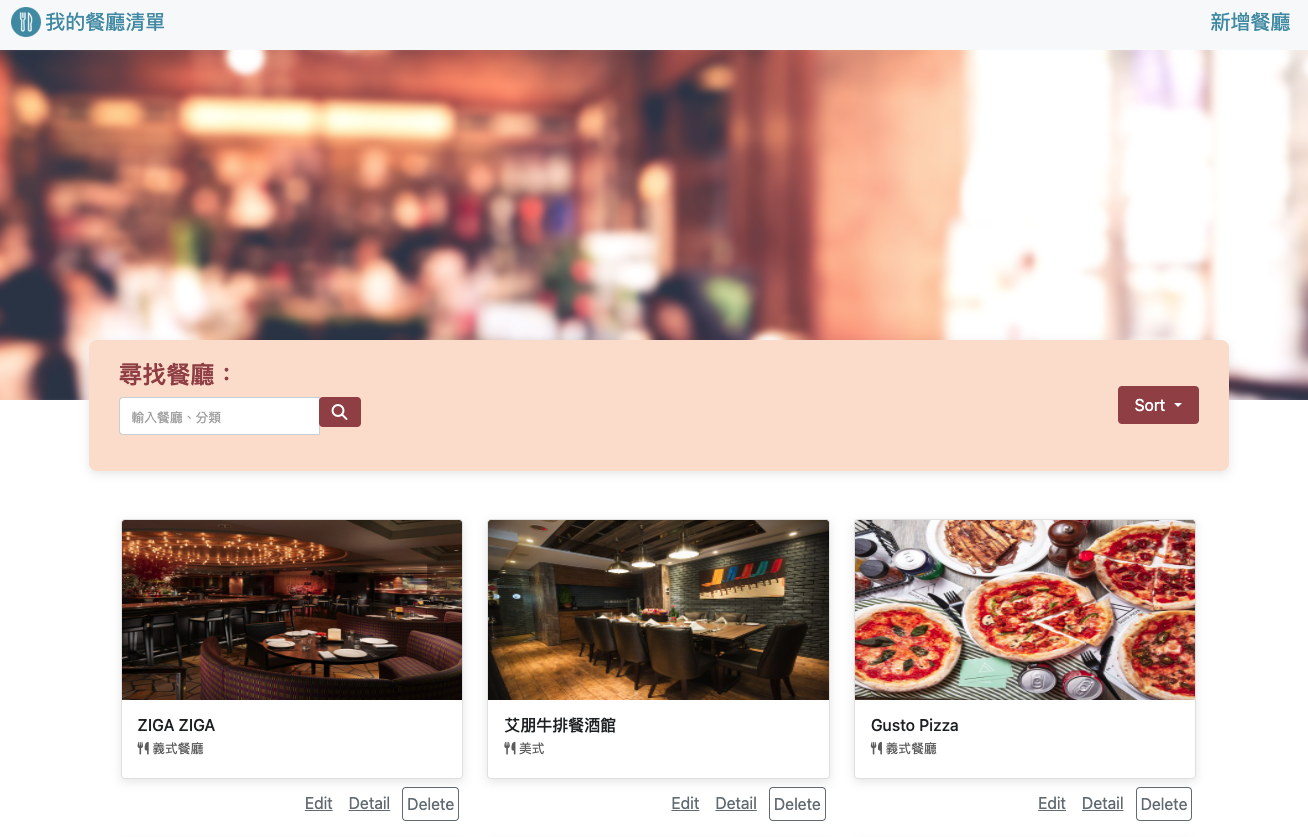 我的餐廳清單
新增餐廳
尋找餐廳：
輸入餐廳、分類
Sort
ZIGA ZIGA
義式餐廳
Edit Detail Delete
艾朋牛排餐酒館
美式
Edit Detail Delete
Gusto Pizza
義式餐廳
Edit Detail Delete